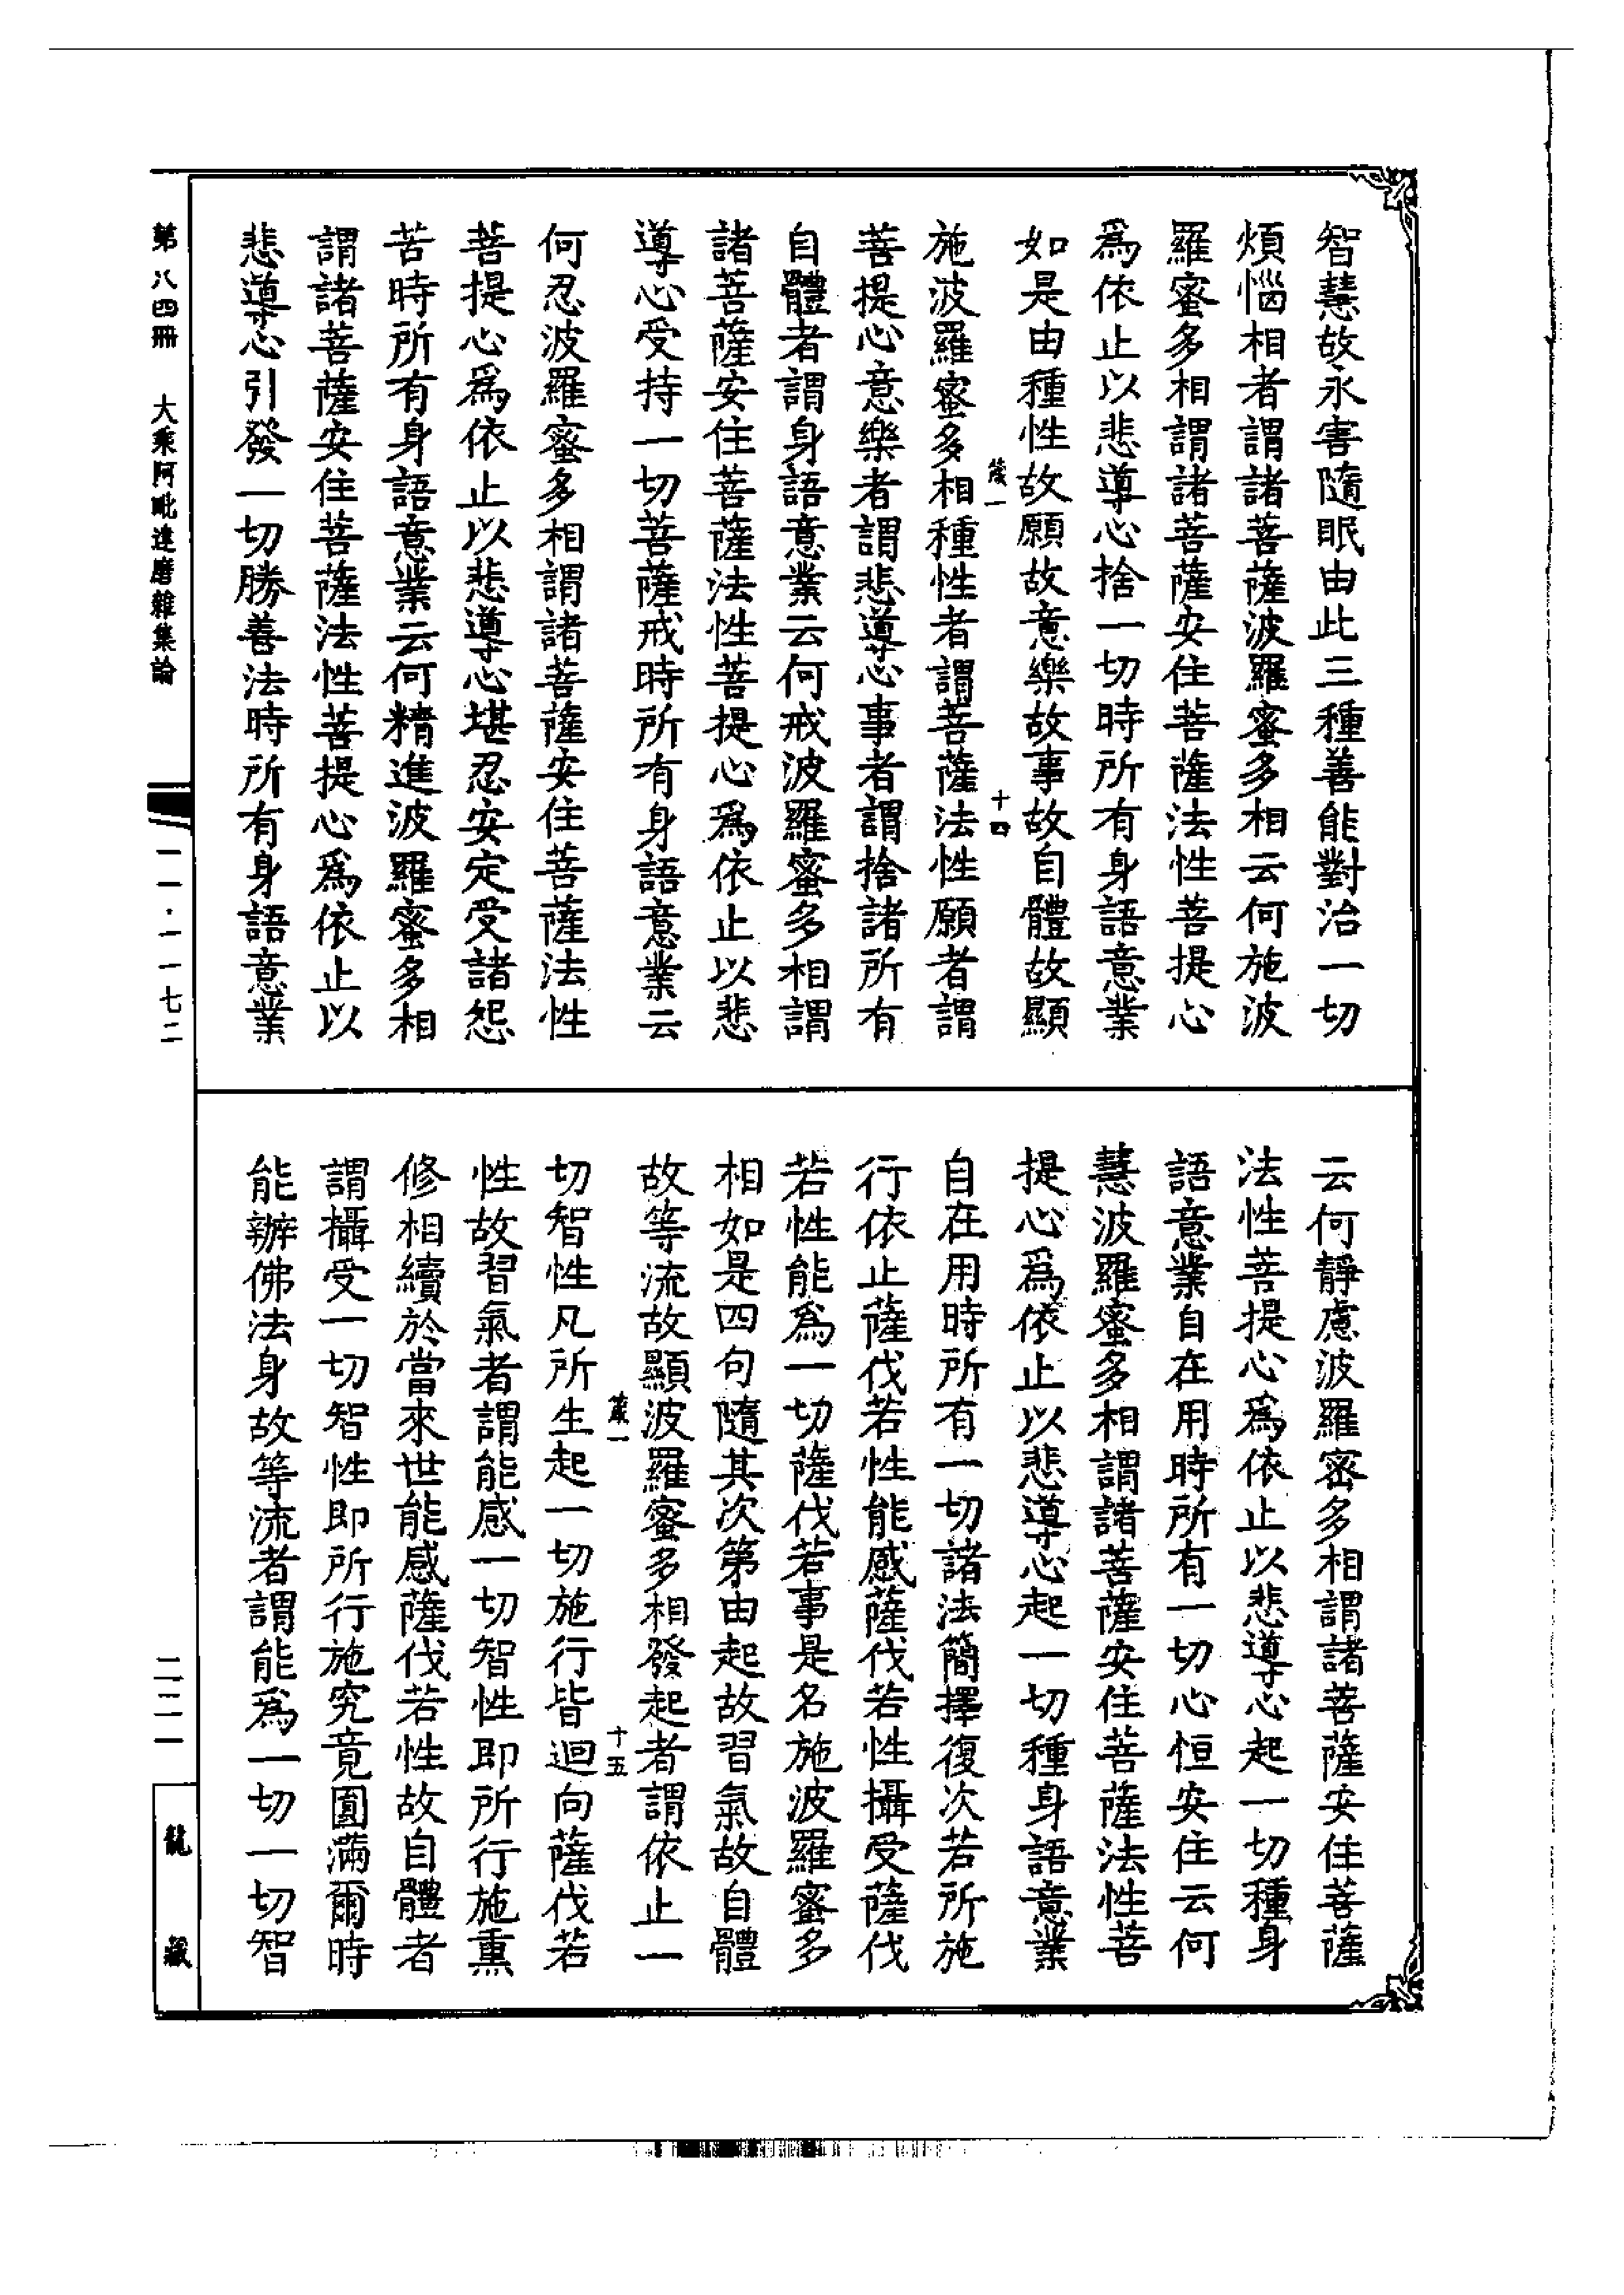 智慧故永害隨眠由此三種善能對治一切
煩惱相者謂諸菩薩波羅蜜多相云何施波
羅蜜多相謂諸菩薩安住菩薩法性菩提心
爲依止以悲導心捨一切時所有身語意業
如是由種性故願故意樂故事故自體故顯
施波羅蜜多相種性者謂菩薩法性願者謂
菩提心意樂者謂悲導心事者謂捨諸所有
自體者謂身語意業云何戒波羅蜜多相謂
諸菩薩安住菩薩法性菩提心爲依止以悲
導心受持一切菩薩戒時所有身語意業云
何忍波羅蜜多相謂諸菩薩安住菩薩法性
菩提心爲依止以悲導心堪忍安定受諸怨
苦時所有身語意業云何精進波羅蜜多相
謂諸菩薩安住菩薩法性菩提心爲依止以
悲導心引發一切勝善法時所有身語意業
十四
云何靜慮波羅密多相謂諸菩薩安住菩薩
法性菩提心爲依止以悲導心起一切種身
語意業自在用時所有一切心恒安住云何
慧波羅蜜多相謂諸菩薩安住菩薩法性菩
提心爲依止以悲導心起一切種身語意業
自在用時所有一切諸法簡擇復次若所施
行依止薩伐若性能感薩伐若性攝受薩伐
若性能爲一切薩伐若事是名施波羅蜜多
相如是四句隨其次第由起故習氣故自體
故等流故顯波羅蜜多相發起者謂依止一
切智性凡所生起一切施行皆迴向薩伐若
性故習氣者謂能感一切智性即所行施熏
修相續於當來世能感薩伐若性故自體者
謂攝受一切智性即所行施究竟圓滿爾時
能辦佛法身故等流者謂能爲一切一切智
十五
第八四冊 大乘阿毗達磨雜集論
一一·一一七二
二二一
龍藏